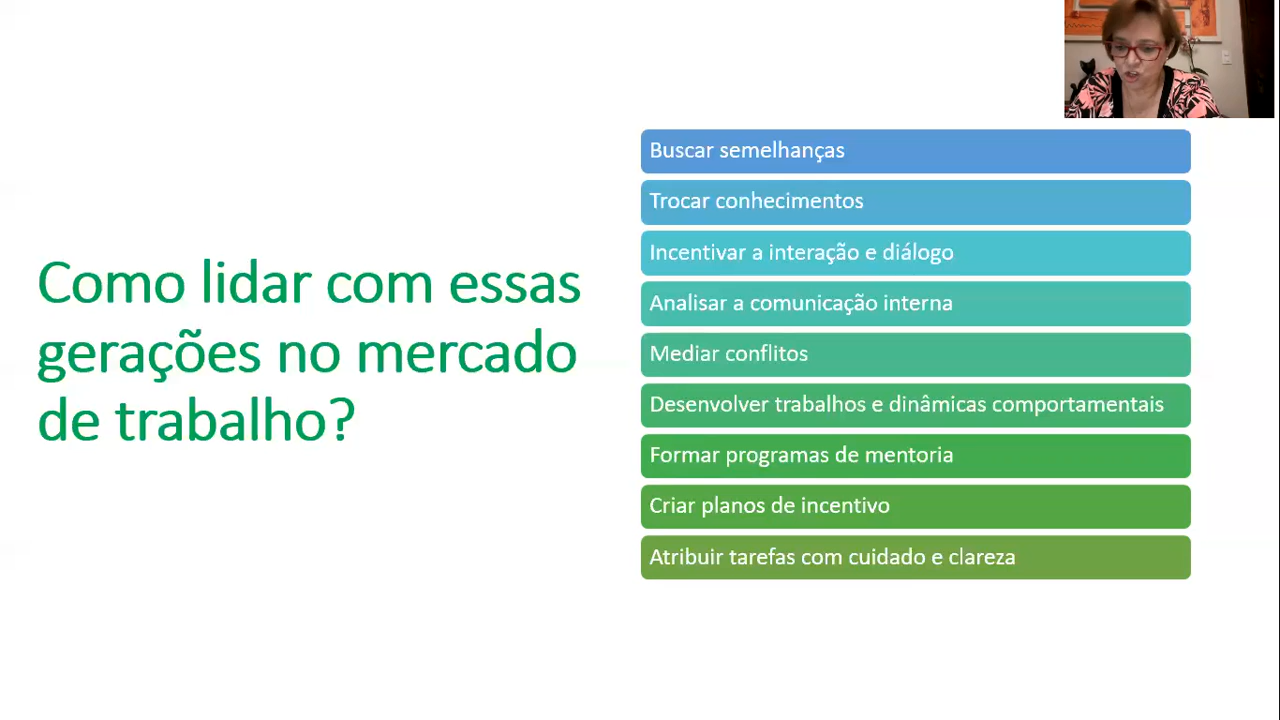 Como lidar com essas
gerações no mercado
de trabalho?
Buscar semelhanças
Trocar conhecimentos
Incentivar a interação e diálogo
Analisar a comunicação interna
Mediar conflitos
Desenvolver trabalhos e dinâmicas comportamentais
Formar programas de mentoria
Criar planos de incentivo
Atribuir tarefas com cuidado e clareza